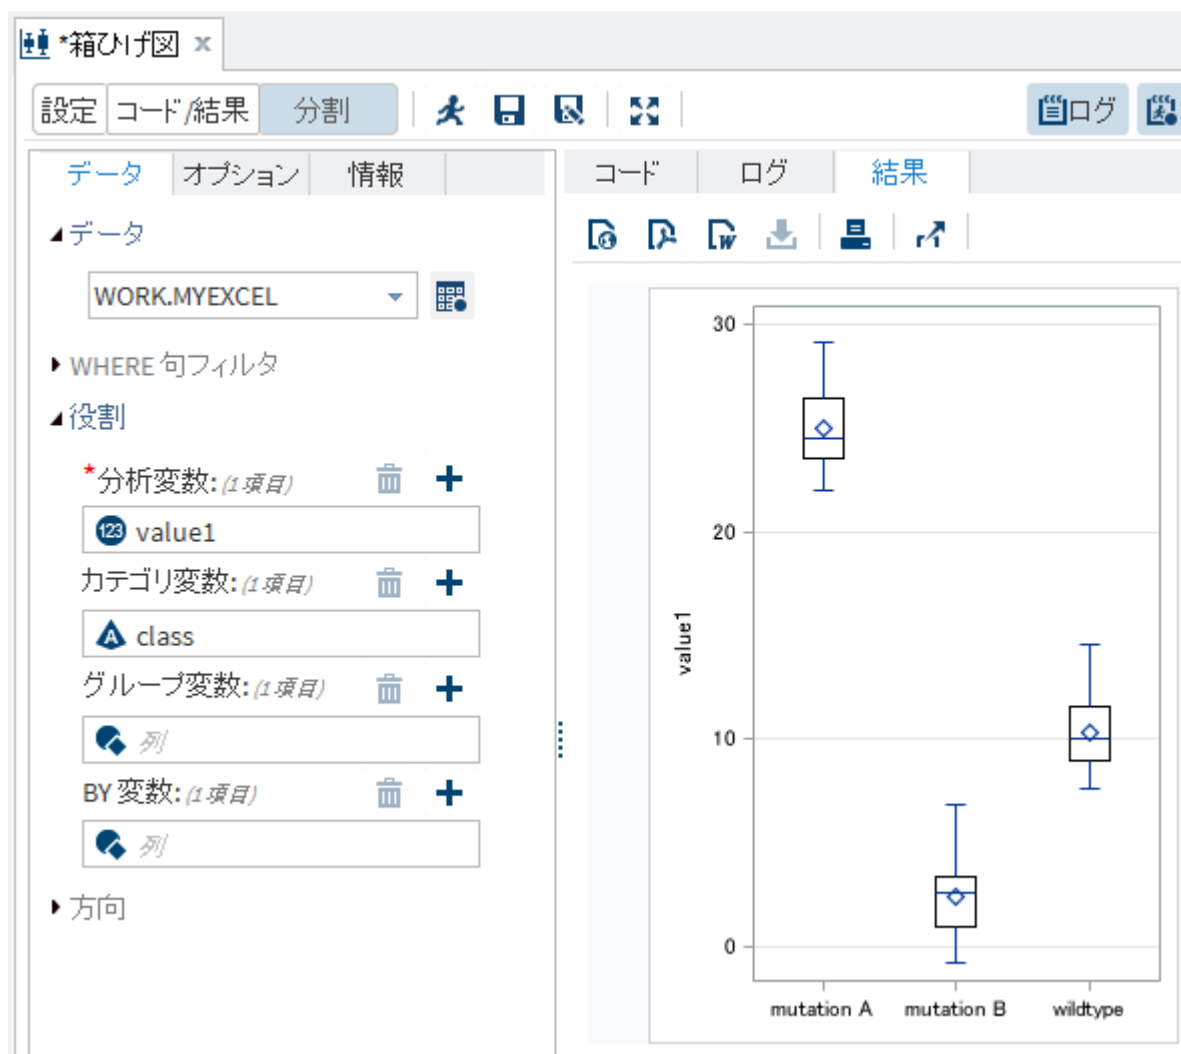 *箱ひげ図 ×
設定 コード/結果 分割
ログ
データ オプション 情報
コード ログ 結果
データ
WORK.MYEXCEL
WHERE 句フィルタ
役割
*分析変数: (1 項目)
123 value1
カテゴリ変数: (1 項目)
A class
グループ変数: (1 項目)
列
BY 変数: (1 項目)
列
方向
30
20
10
0
value1
mutation A mutation B wildtype